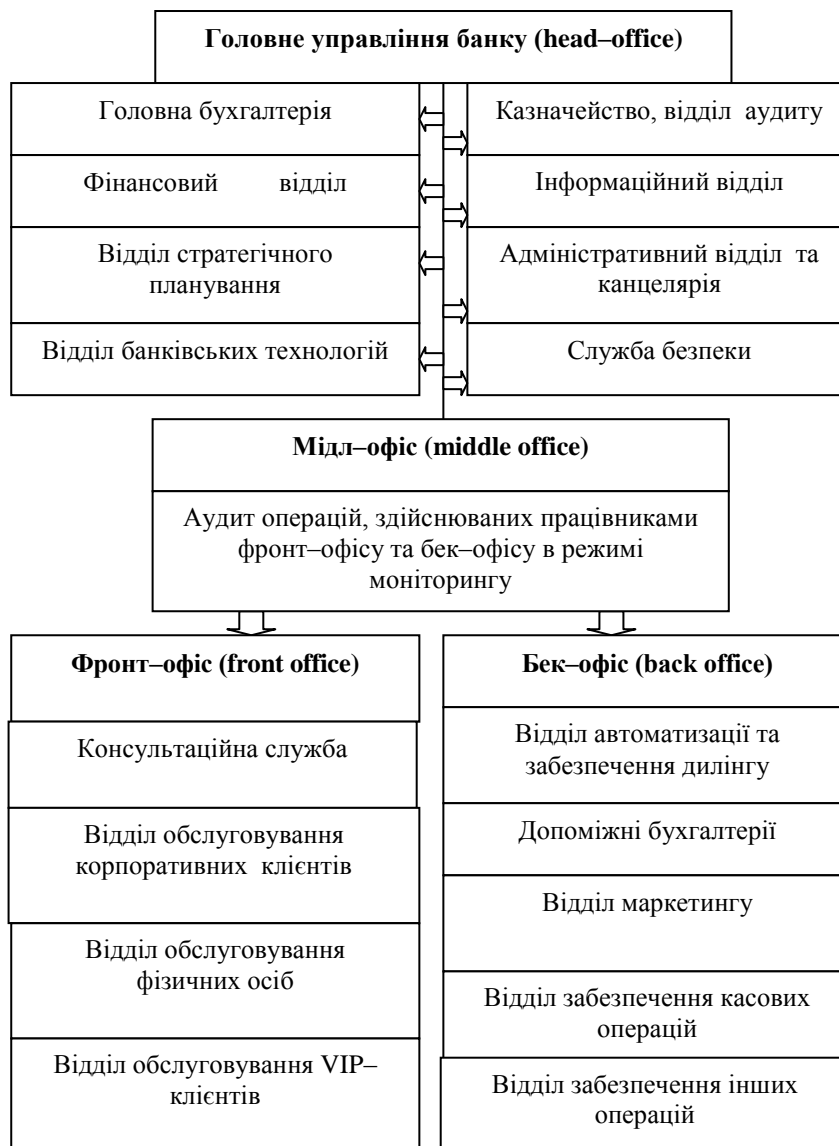 Головне управління банку (head–office)
Головна бухгалтерія
Казначейство, відділ аудиту
Фінансовий відділ
Інформаційний відділ
Відділ стратегічного
планування
Адміністративний відділ та
канцелярія
Відділ банківських технологій
Служба безпеки
Мідл–офіс (middle office)
Аудит операцій, здійснюваних працівниками
фронт–офісу та бек–офісу в режимі
моніторингу
Фронт–офіс (front office)
Консультаційна служба
Відділ обслуговування
корпоративних клієнтів
Відділ обслуговування
фізичних осіб
Відділ обслуговування VIP–
клієнтів
Бек–офіс (back office)
Відділ автоматизації та
забезпечення дилінгу
Допоміжні бухгалтерії
Відділ маркетингу
Відділ забезпечення касових
операцій
Відділ забезпечення інших
операцій